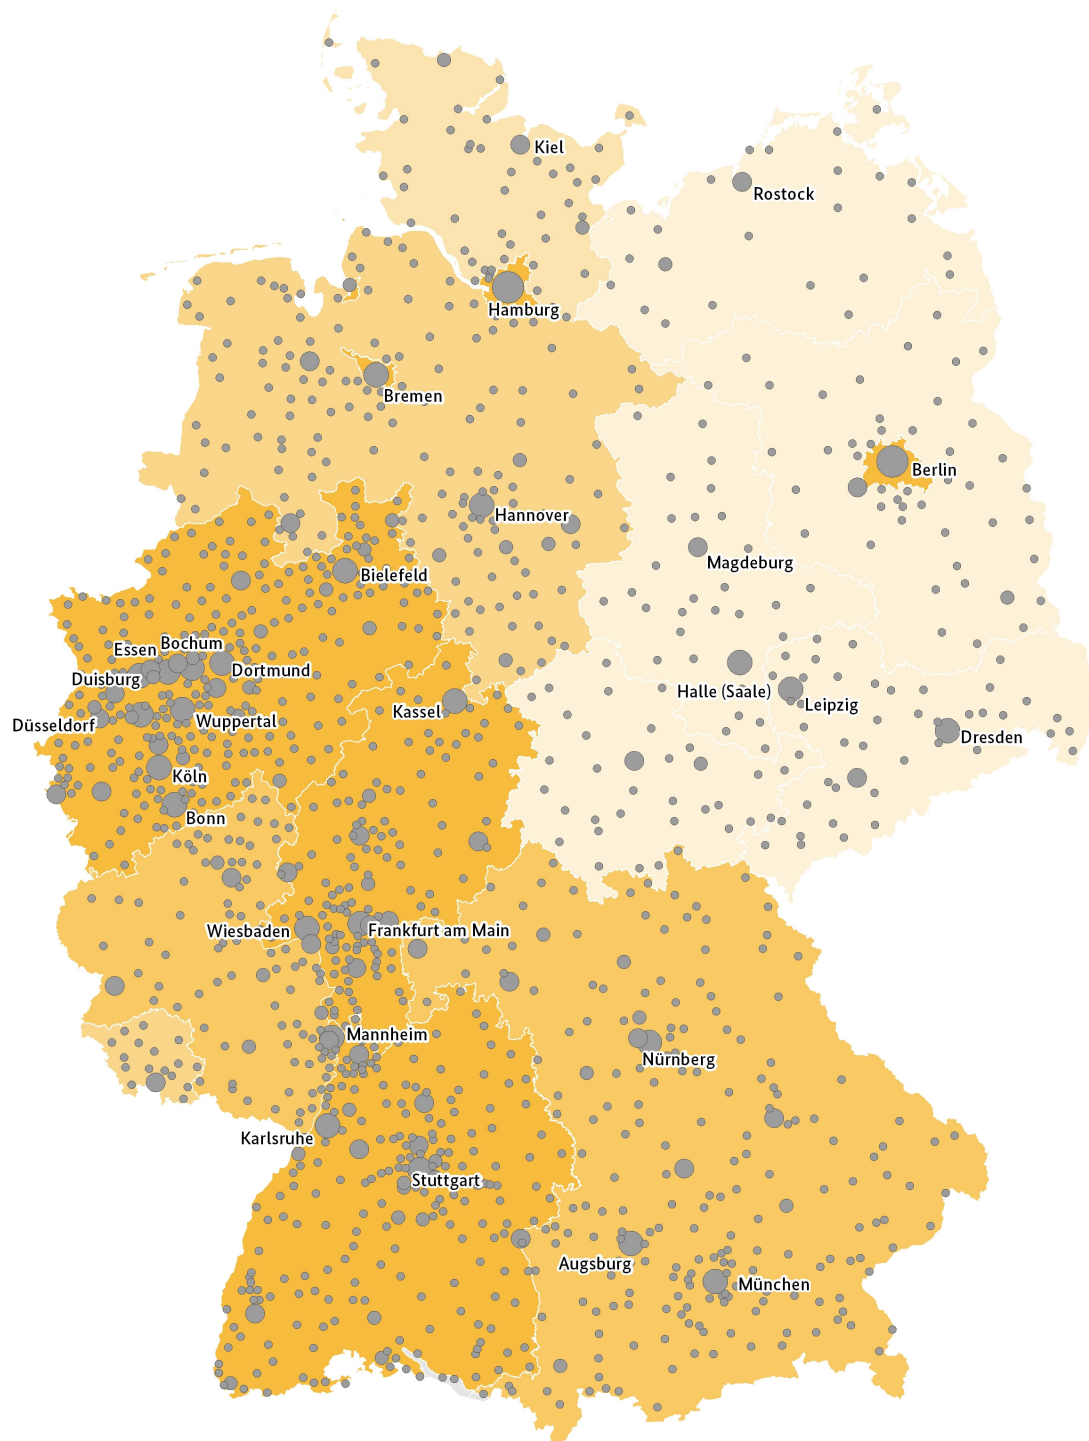 Kiel
Rostock
Hamburg
Bremen
Berlin
Hannover
Magdeburg
Bielefeld
Essen
Bochum
Dortmund
Duisburg
Halle (Saale)
Leipzig
Kassel
Düsseldorf
Wuppertal
Dresden
Köln
Bonn
Wiesbaden
Frankfurt am Main
Mannheim
Nürnberg
Karlsruhe
Stuttgart
Augsburg
München